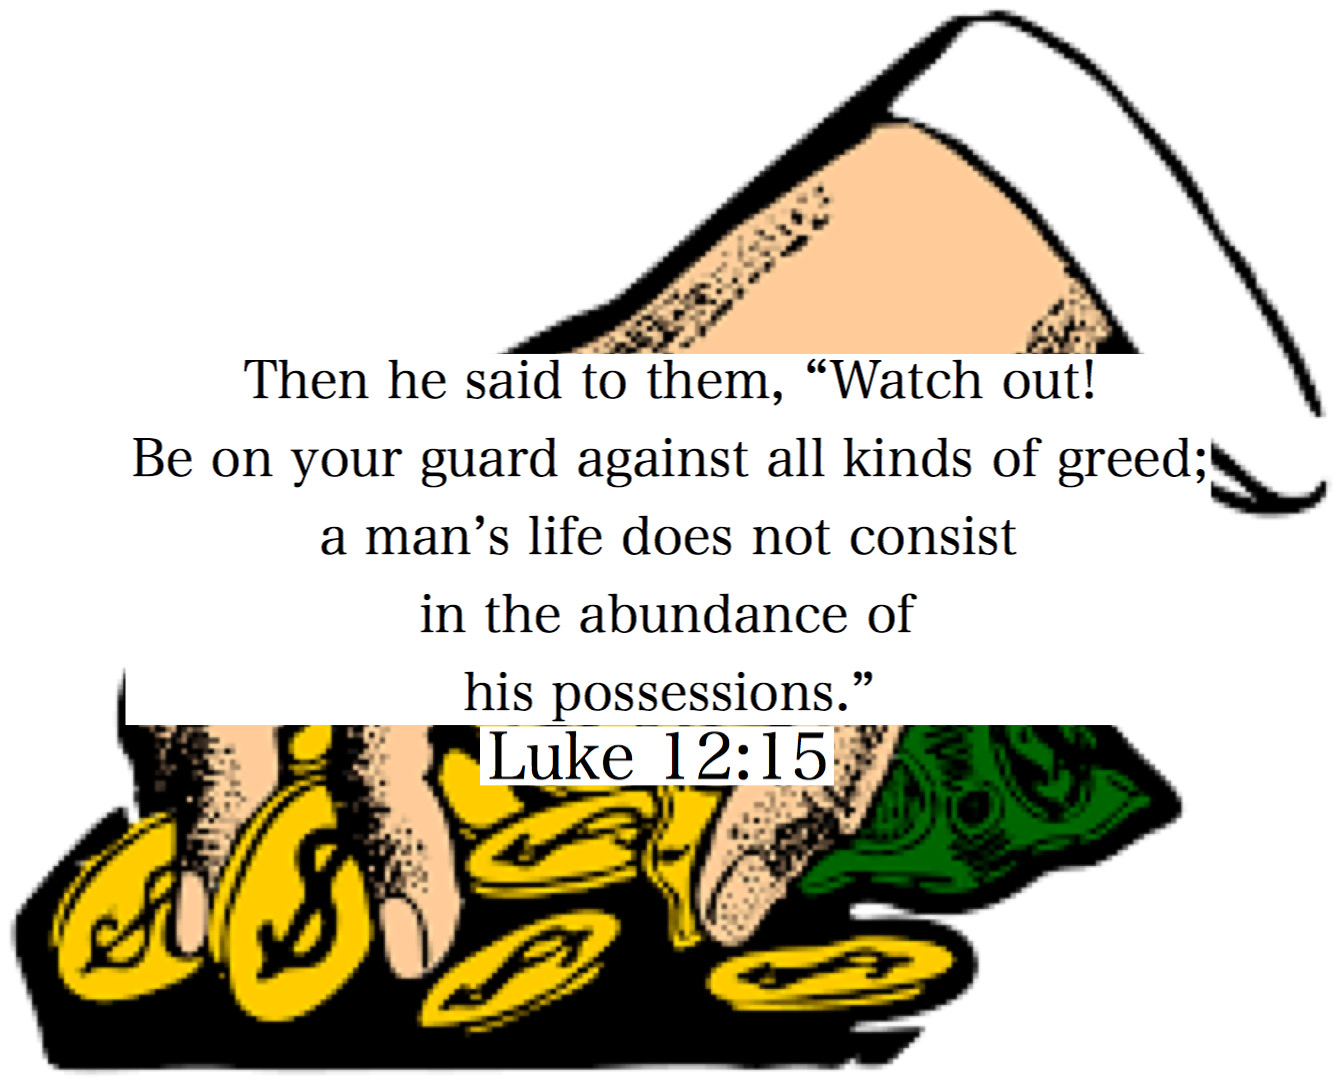 Then he said to them, “Watch out!
Be on your guard against all kinds of greed;
a man’s life does not consist
in the abundance of
his possessions.”
Luke 12:15